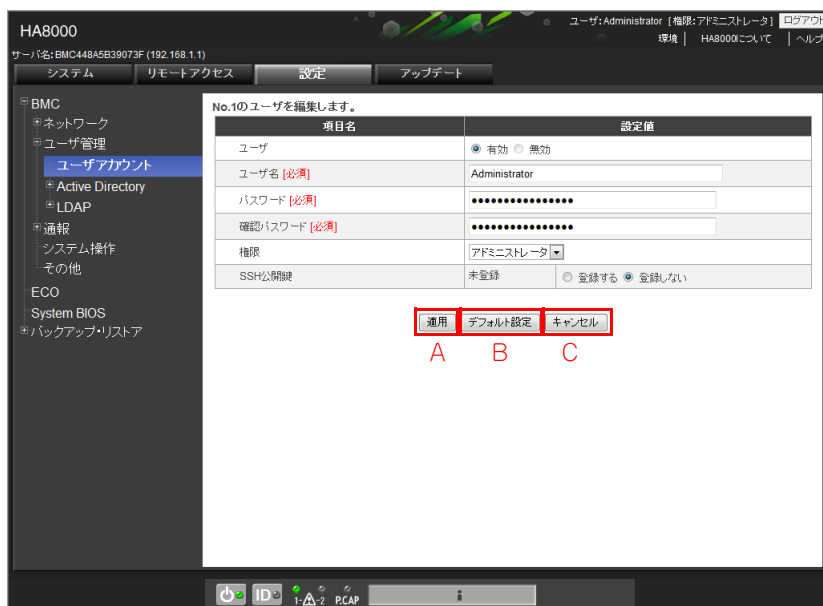 HA8000
ユーザ:Administrator [権限:アドミニストレータ] ログアウト
環境 | HA8000について | ヘルプ
サーバ名:BMC448A5B39073F (192.168.1.1)
システム リモートアクセス 設定 アップデート
BMC
ネットワーク
ユーザ管理
ユーザアカウント
Active Directory
LDAP
通報
システム操作
その他
ECO
System BIOS
バックアップ・リストア
No.1のユーザを編集します。
項目名 設定値
ユーザ 有効 無効
ユーザ名 [必須] Administrator
パスワード [必須] ●●●●●●●●●●●●●●●●
確認パスワード [必須] ●●●●●●●●●●●●●●●●
権限 アドミニストレータ
SSH公開鍵 未登録 登録する 登録しない
適用 デフォルト設定 キャンセル
A B C
ID 1-2 P.CAP i